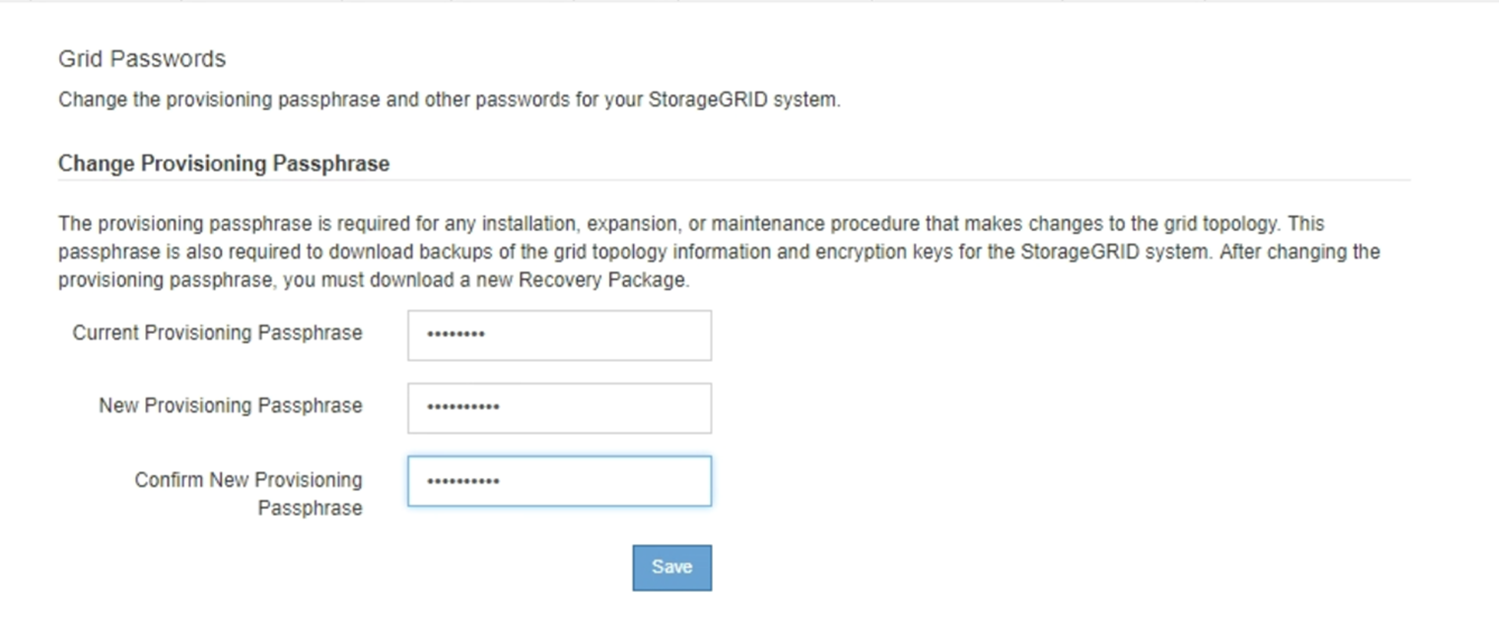 Grid Passwords
Change the provisioning passphrase and other passwords for your StorageGRID system.
Change Provisioning Passphrase
The provisioning passphrase is required for any installation, expansion, or maintenance procedure that makes changes to the grid topology. This
passphrase is also required to download backups of the grid topology information and encryption keys for the StorageGRID system. After changing the
provisioning passphrase, you must download a new Recovery Package.
Current Provisioning Passphrase ••••••••
New Provisioning Passphrase ••••••••••
Confirm New Provisioning
Passphrase ••••••••••
Save